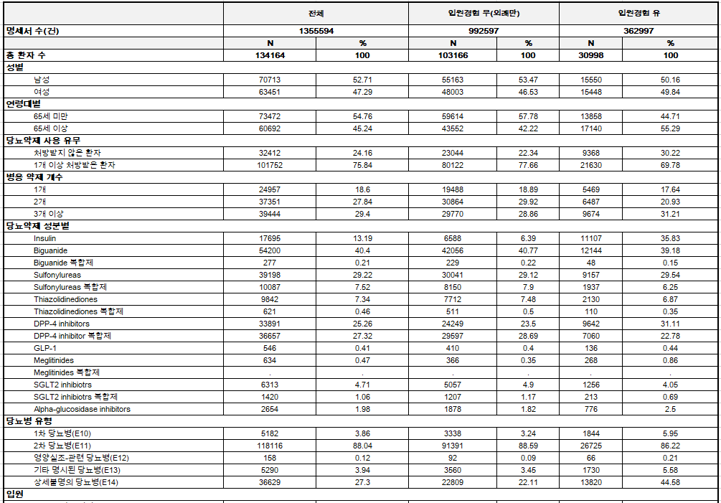 전체 입원경험 무(외래만) 입원경험 유
명세서 수(건) 1355594 992597 362997
N % N % N %
총 환자 수 134164 100 103166 100 30998 100
성별
남성 70713 52.71 55163 53.47 15550 50.16
여성 63451 47.29 48003 46.53 15448 49.84
연령대별
65세 미만 73472 54.76 59614 57.78 13858 44.71
65세 이상 60692 45.24 43552 42.22 17140 55.29
당뇨약제 사용 유무
처방받지 않은 환자 32412 24.16 23044 22.34 9368 30.22
1개 이상 처방받은 환자 101752 75.84 80122 77.66 21630 69.78
병용 약제 개수
1개 24957 18.6 19488 18.89 5469 17.64
2개 37351 27.84 30864 29.92 6487 20.93
3개 이상 39444 29.4 29770 28.86 9674 31.21
당뇨약제 성분별
Insulin 17695 13.19 6588 6.39 11107 35.83
Biguanide 54200 40.4 42056 40.77 12144 39.18
Biguanide 복합제 277 0.21 229 0.22 48 0.15
Sulfonylureas 39198 29.22 30041 29.12 9157 29.54
Sulfonylureas 복합제 10087 7.52 8150 7.9 1937 6.25
Thiazolidinediones 9842 7.34 7712 7.48 2130 6.87
Thiazolidinediones 복합제 621 0.46 511 0.5 110 0.35
DPP-4 inhibitors 33891 25.26 24249 23.5 9642 31.11
DPP-4 inhibitor 복합제 36657 27.32 29597 28.69 7060 22.78
GLP-1 546 0.41 410 0.4 136 0.44
Meglitinides 634 0.47 366 0.35 268 0.86
Meglitinides 복합제 . . . . . .
SGLT2 inhibiotrs 6313 4.71 5057 4.9 1256 4.05
SGLT2 inhibiotrs 복합제 1420 1.06 1207 1.17 213 0.69
Alpha-glucosidase inhibitors 2654 1.98 1878 1.82 776 2.5
당뇨병 유형
1차 당뇨병(E10) 5182 3.86 3338 3.24 1844 5.95
2차 당뇨병(E11) 118116 88.04 91391 88.59 26725 86.22
영양실조-관련 당뇨병(E12) 158 0.12 92 0.09 66 0.21
기타 명시된 당뇨병(E13) 5290 3.94 3560 3.45 1730 5.58
상세불명의 당뇨병(E14) 36629 27.3 22809 22.11 13820 44.58
입원